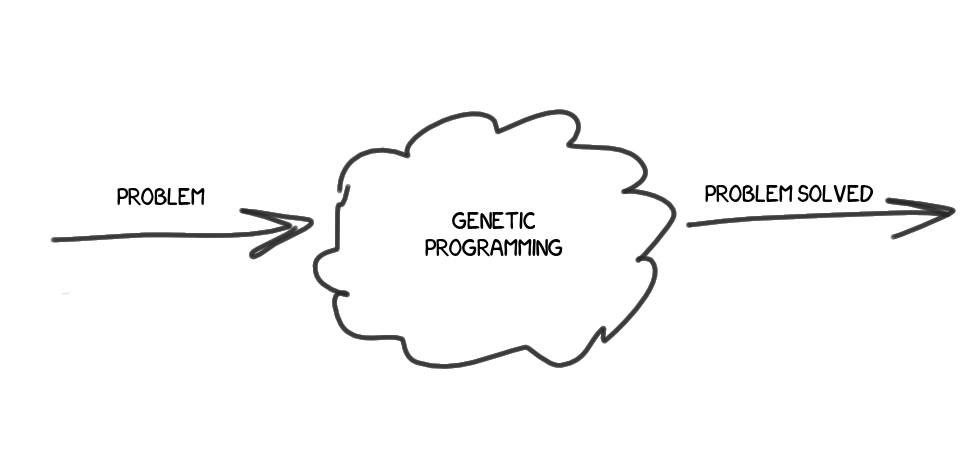 PROBLEM
GENETIC
PROGRAMMING
PROBLEM SOLVED